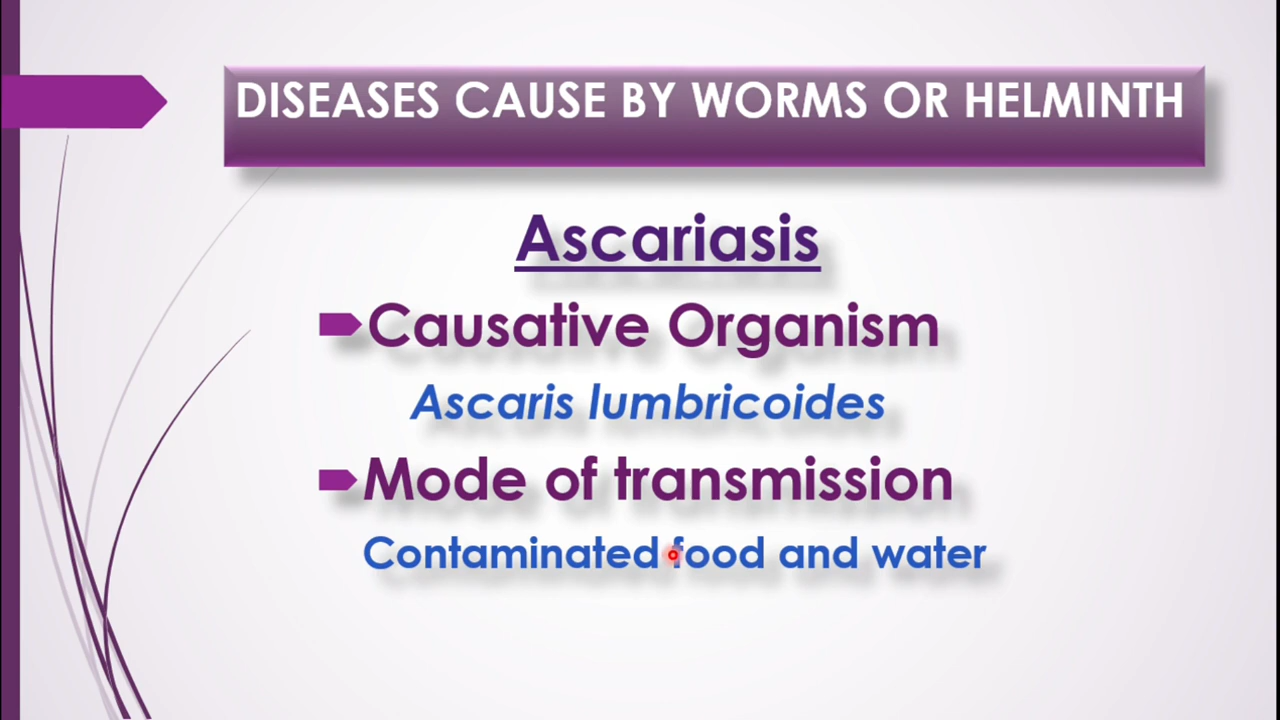 DISEASES CAUSE BY WORMS OR HELMINTH
Ascariasis
Causative Organism
Ascaris lumbricoides
Mode of transmission
Contaminated food and water